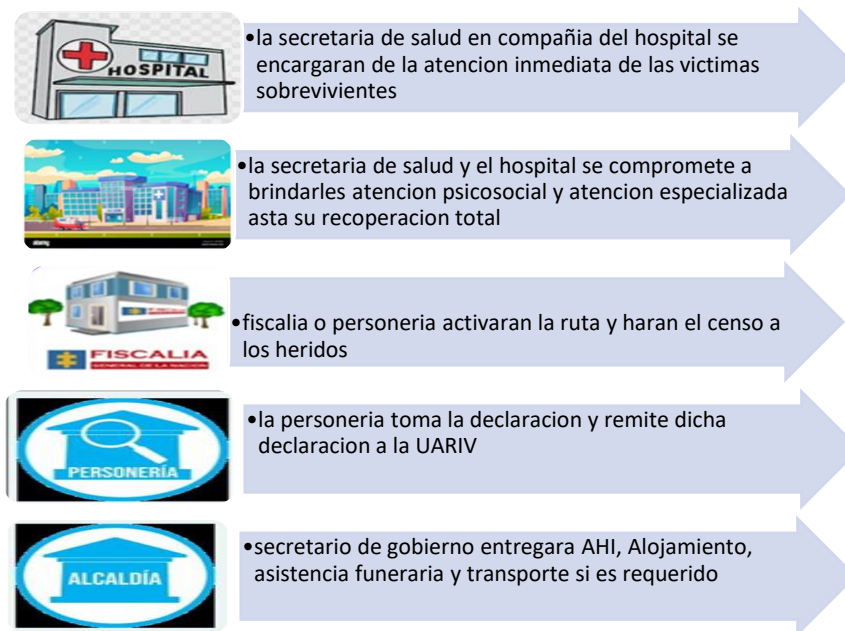 HOSPITAL
•la secretaria de salud en compañia del hospital se
encargaran de la atencion inmediata de las victimas
sobrevivientes
alamy
•la secretaria de salud y el hospital se compromete a
brindarles atencion psicosocial y atencion especializada
asta su recoperacion total
FISCALIA
GENERAL DE LA NACION
•fiscalia o personeria activaran la ruta y haran el censo a
los heridos
PERSONERÍA
•la personeria toma la declaracion y remite dicha
declaracion a la UARIV
ALCALDÍA
•secretario de gobierno entregara AHI, Alojamiento,
asistencia funeraria y transporte si es requerido